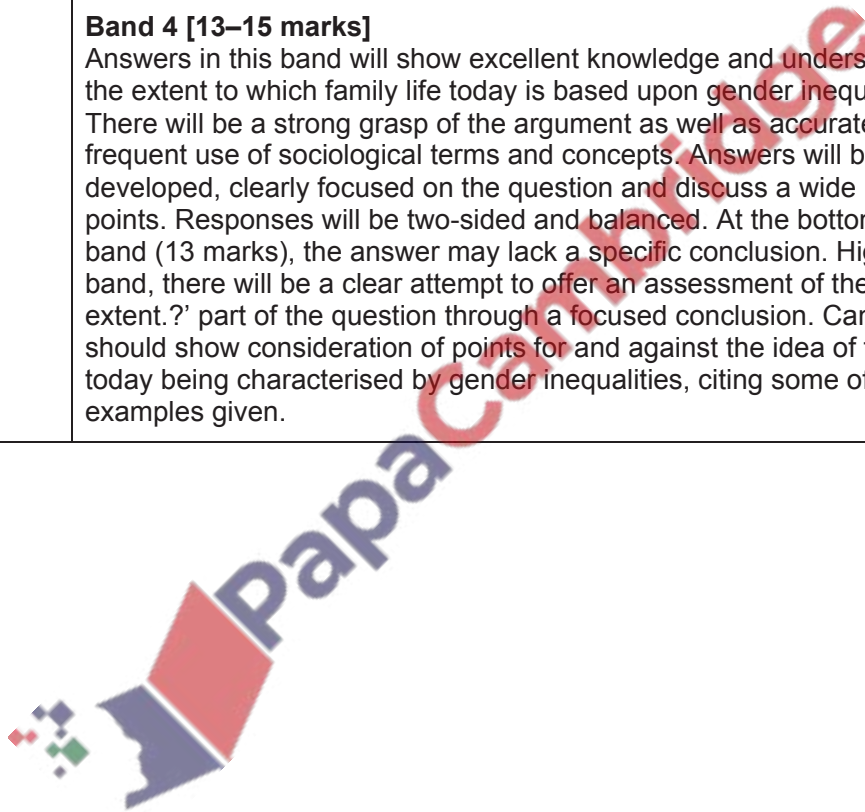 Band 4 [13–15 marks]
Answers in this band will show excellent knowledge and
the extent to which family life today is based upon gender
There will be a strong grasp of the argument as well as
frequent use of sociological terms and concepts. Answers will
developed, clearly focused on the question and discuss a wide
points. Responses will be two-sided and balanced. At the
band (13 marks), the answer may lack a specific conclusion.
band, there will be a clear attempt to offer an assessment of the
extent.?’ part of the question through a focused conclusion.
should show consideration of points for and against the idea of
today being characterised by gender inequalities, citing some of
examples given.
PapaCambridge